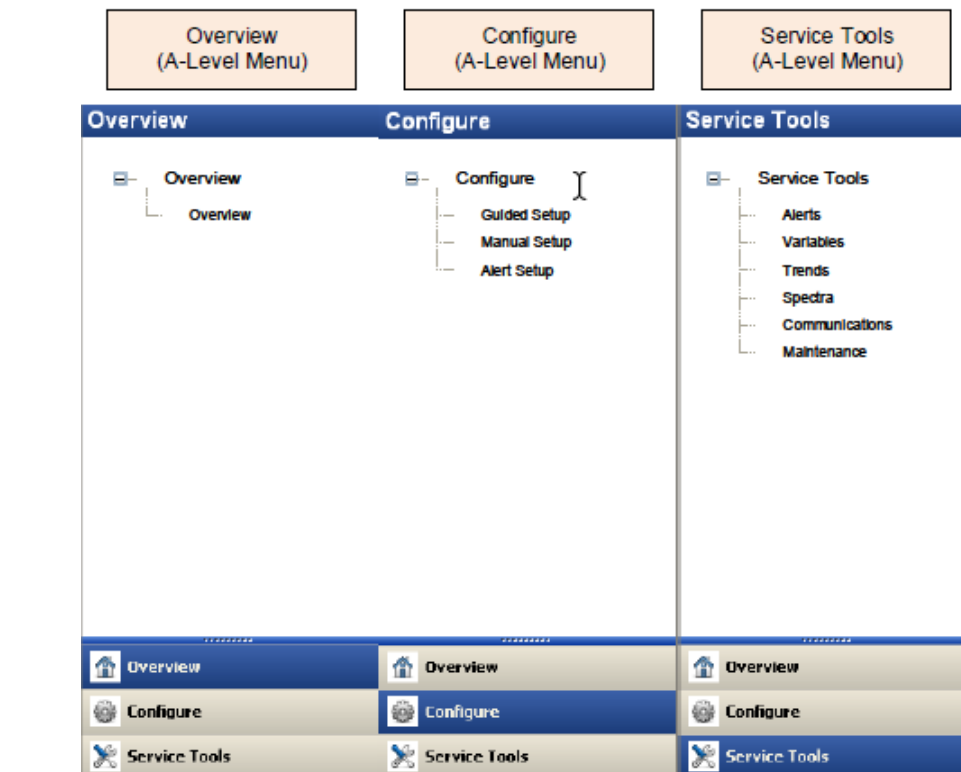 Overview
(A-Level Menu)
Configure
(A-Level Menu)
Service Tools
(A-Level Menu)
Overview
Overview
Overview
Configure
Configure
Guided Setup
Manual Setup
Alert Setup
Service Tools
Service Tools
Alerts
Variables
Trends
Spectra
Communications
Maintenance
Overview
Configure
Service Tools
Overview
Configure
Service Tools
Overview
Configure
Service Tools